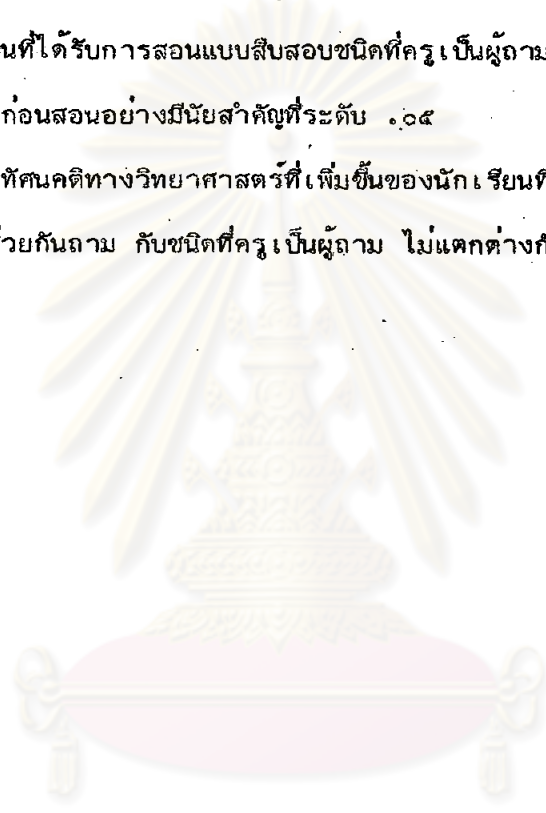 นที่ได้รับการสอนแบบสืบสอบชนิดที่ครูเป็นผู้ถาม
ก่อนสอนอย่างมีนัยสำคัญที่ระดับ .๐๕
ทัศนคติทางวิทยาศาสตร์ที่เพิ่มขึ้นของนักเรียนที
วยกันถาม กับชนิดที่ครูเป็นผู้ถาม ไม่แตกต่างกั